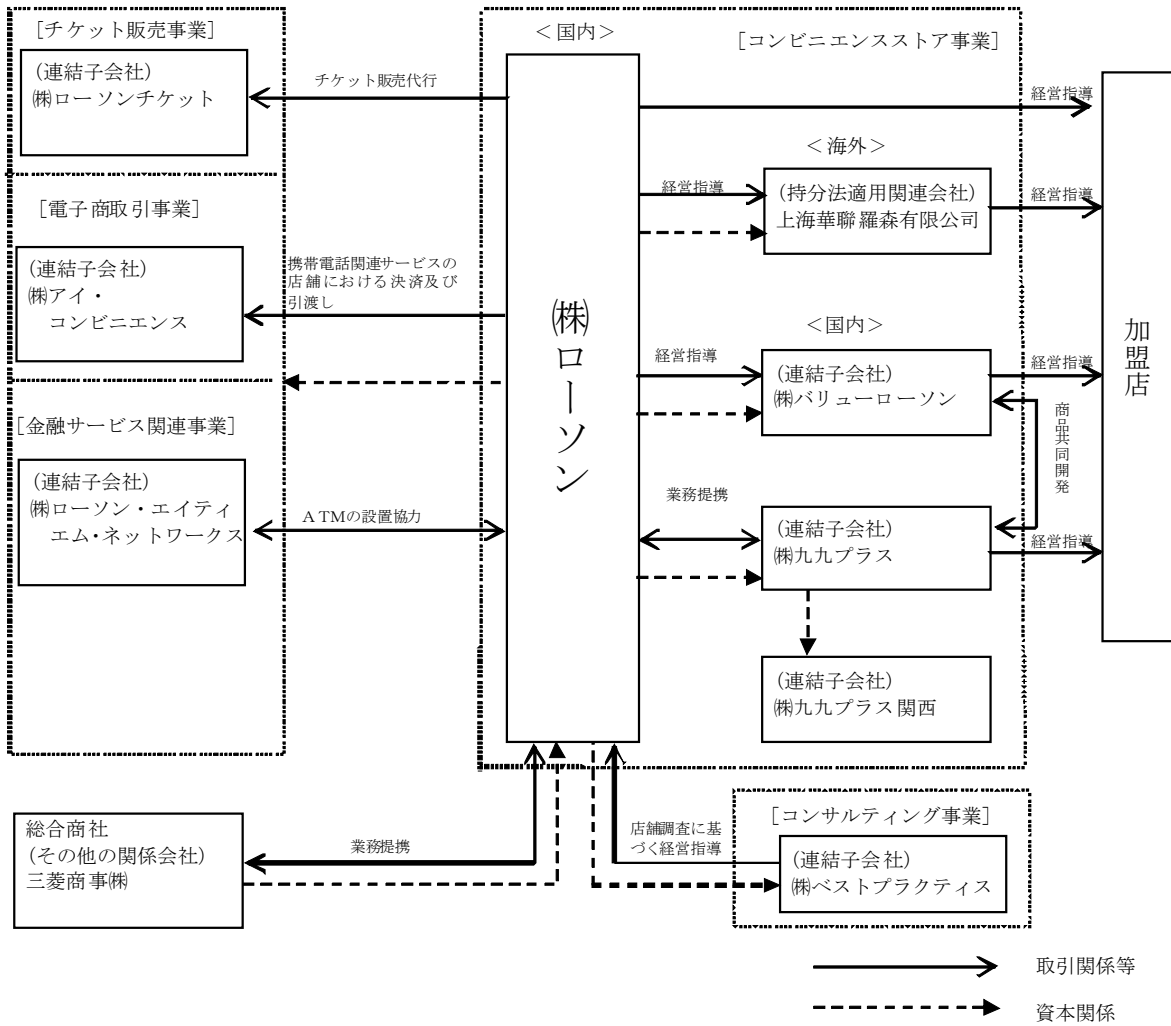 [チケット販売事業]
(連結子会社)
㈱ローソンチケット
チケット販売代行
[電子商取引事業]
(連結子会社)
㈱アイ・
コンビニエンス
携帯電話関連サービスの
店舗における決済及び
引渡し
[金融サービス関連事業]
(連結子会社)
㈱ローソン・エイティ
エム・ネットワークス
ATMの設置協力
総合商社
(その他の関係会社)
三菱商事㈱
業務提携
<国内>
[コンビニエンスストア事業]
㈱ローソン
経営指導
<海外>
経営指導
(持分法適用関連会社)
上海華聯羅森有限公司
経営指導
<国内>
経営指導
(連結子会社)
㈱バリューローソン
経営指導
商品共同開発
業務提携
(連結子会社)
㈱九九プラス
経営指導
(連結子会社)
㈱九九プラス関西
加盟店
店舗調査に基
づく経営指導
[コンサルティング事業]
(連結子会社)
㈱ベストプラクティス
取引関係等
資本関係